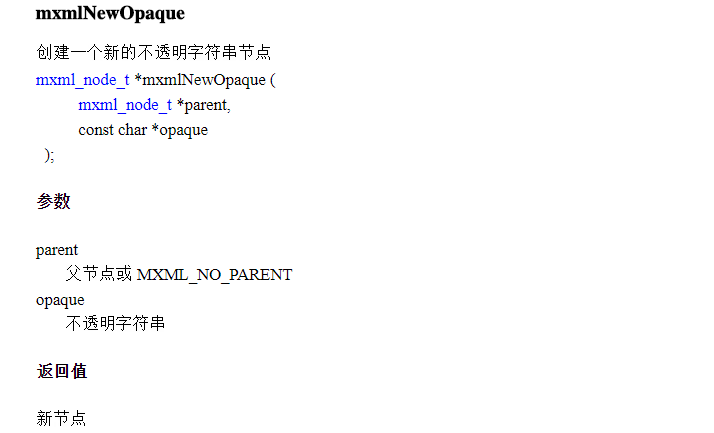 mxmlNewOpaque
创建一个新的不透明字符串节点
mxml_node_t *mxmlNewOpaque (
mxml_node_t *parent,
const char *opaque
);
参数
parent
父节点或 MXML_NO_PARENT
opaque
不透明字符串
返回值
新节点